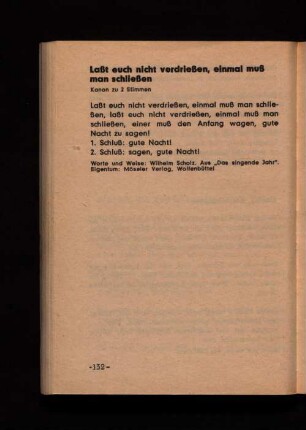 Laßt euch nicht verdrießen, einmal muß
man schließen
Kanon zu 2 Stimmen
Laßt euch nicht verdrießen, einmal muß man schlie-
ßen, laßt euch nicht verdrießen, einmal muß man
schließen, einer muß den Anfang wagen, gute
Nacht zu sagen!
1. Schluß: gute Nacht!
2. Schluß: sagen, gute Nacht!
Worte und Weise: Wilhelm Scholz. Aus „Das singende Jahr".
Eigentum: Möseler Verlag, Wolfenbüttel
-132-